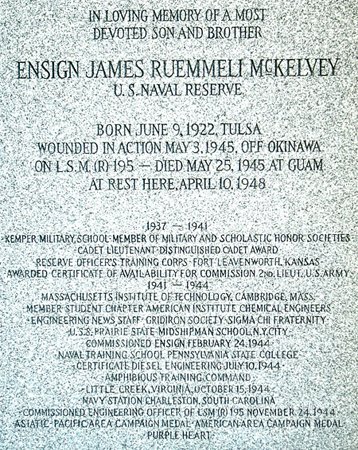 IN LOVING MEMORY OF A MOST
DEVOTED SON AND BROTHER
ENSIGN JAMES RUEMMELI MCKELVEY
U.S. NAVAL RESERVE
BORN JUNE 9, 1922, TULSA
WOUNDED IN ACTION MAY 3, 1945, OFF OKINAWA
ON L.S.M. (R) 195 — DIED MAY 25, 1945 AT GUAM
AT REST HERE, APRIL 10, 1948
1937 – 1941
KEMPER MILITARY SCHOOL · MEMBER OF MILITARY AND SCHOLASTIC HONOR SOCIETIES
CADET LIEUTENANT · DISTINGUISHED CADET AWARD
RESERVE OFFICER'S TRAINING CORPS · FORT LEAVENWORTH, KANSAS
AWARDED CERTIFICATE OF AVAILABILITY FOR COMMISSION 2ND. LIEUT., U.S. ARMY
1941 – 1944
MASSACHUSETTS INSTITUTE OF TECHNOLOGY, CAMBRIDGE, MASS.
MEMBER STUDENT CHAPTER AMERICAN INSTITUTE CHEMICAL ENGINEERS
ENGINEERING NEWS STAFF · GRIDIRON SOCIETY · SIGMA CHI FRATERNITY
U.S.S. PRAIRIE STATE · MIDSHIPMAN SCHOOL, N.Y. CITY
COMMISSIONED ENSIGN FEBRUARY 24, 1944
NAVAL TRAINING SCHOOL PENNSYLVANIA STATE COLLEGE
CERTIFICATE DIESEL ENGINEERING JULY 10, 1944
AMPHIBIOUS TRAINING COMMAND
LITTLE CREEK, VIRGINIA, OCTOBER 15, 1944
NAVY STATION CHARLESTON, SOUTH CAROLINA
COMMISSIONED ENGINEERING OFFICER OF LSM (R) 195 NOVEMBER 24, 1944
ASIATIC-PACIFIC AREA CAMPAIGN MEDAL · AMERICAN AREA CAMPAIGN MEDAL
PURPLE HEART